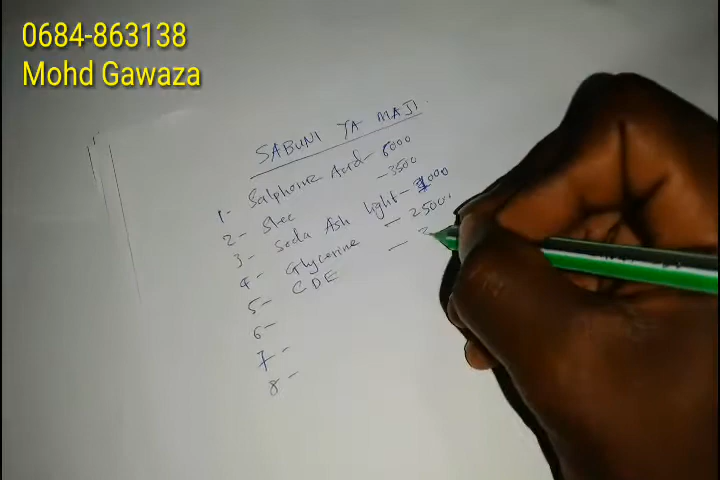 0684-863138
Mohd Gawaza
SABUNI YA MAJI
1- Salphonic Acid - 6000
2- Slec - 3500
3- Soda Ash light - 1000
4- Glycerine - 2500
5- CDE -
6-
7-
8-